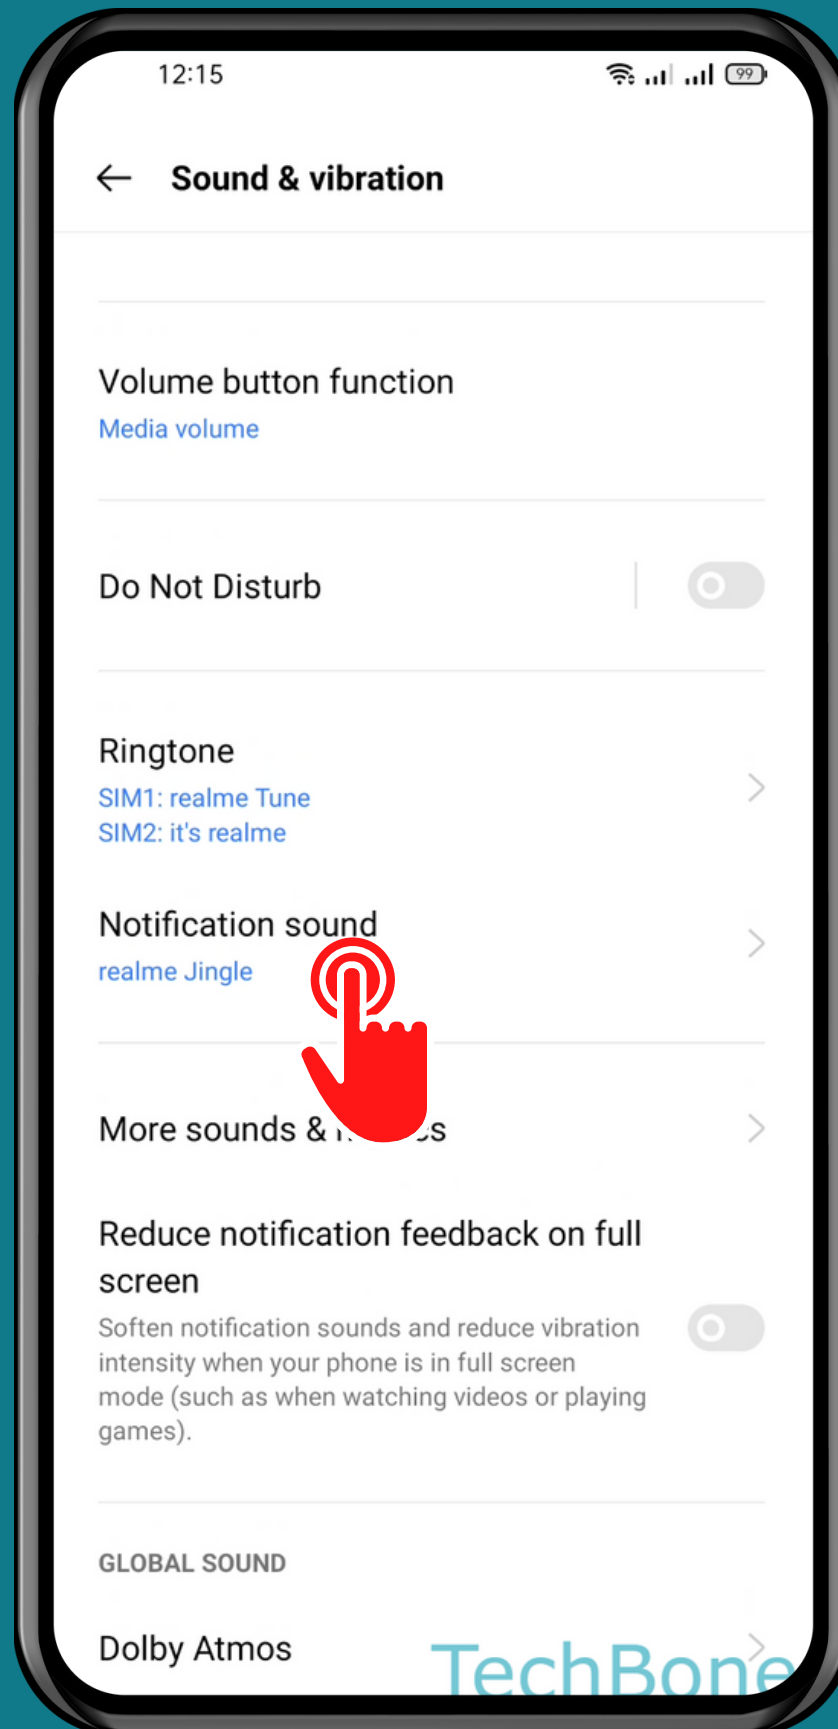 12:15
99
Sound & vibration
Volume button function
Media volume
Do Not Disturb
Ringtone
SIM1: realme Tune
SIM2: it's realme
Notification sound
realme Jingle
More sounds &
Reduce notification feedback on full
screen
Soften notification sounds and reduce vibration
intensity when your phone is in full screen
mode (such as when watching videos or playing
games).
GLOBAL SOUND
Dolby Atmos
TechBone